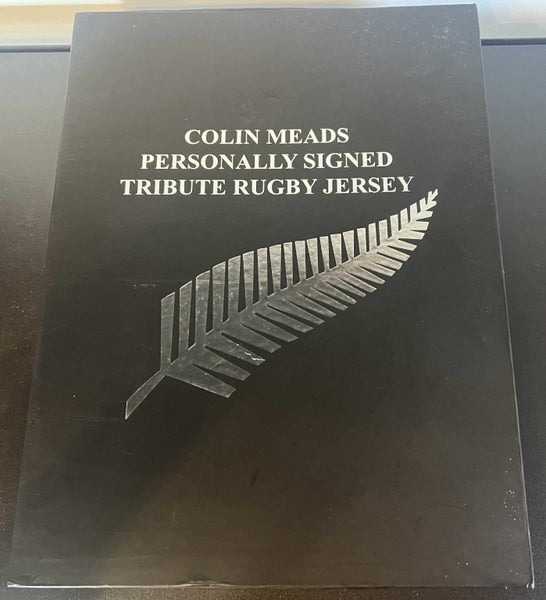 COLIN MEADS
PERSONALLY SIGNED
TRIBUTE RUGBY JERSEY